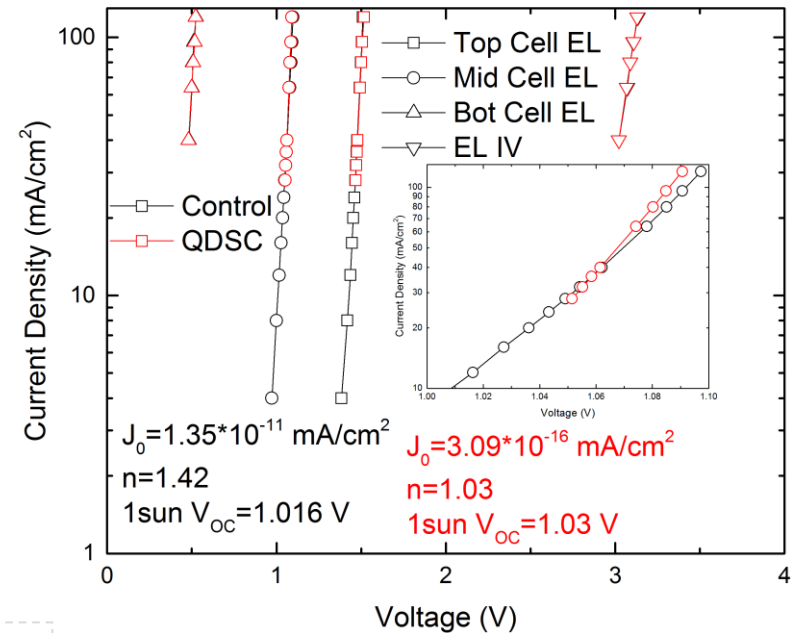 Current Density (mA/cm²)
100
10
1
0
1
2
3
4
Voltage (V)
Top Cell EL
Mid Cell EL
Bot Cell EL
EL IV
Control
QDSC
Current Density (mA/cm²)
100
90
80
70
60
50
40
30
20
10
1.00
1.02
1.04
1.06
1.08
1.10
Voltage (V)
J₀=1.35*10⁻¹¹ mA/cm²
n=1.42
1sun V_OC=1.016 V
J₀=3.09*10⁻¹⁶ mA/cm²
n=1.03
1sun V_OC=1.03 V